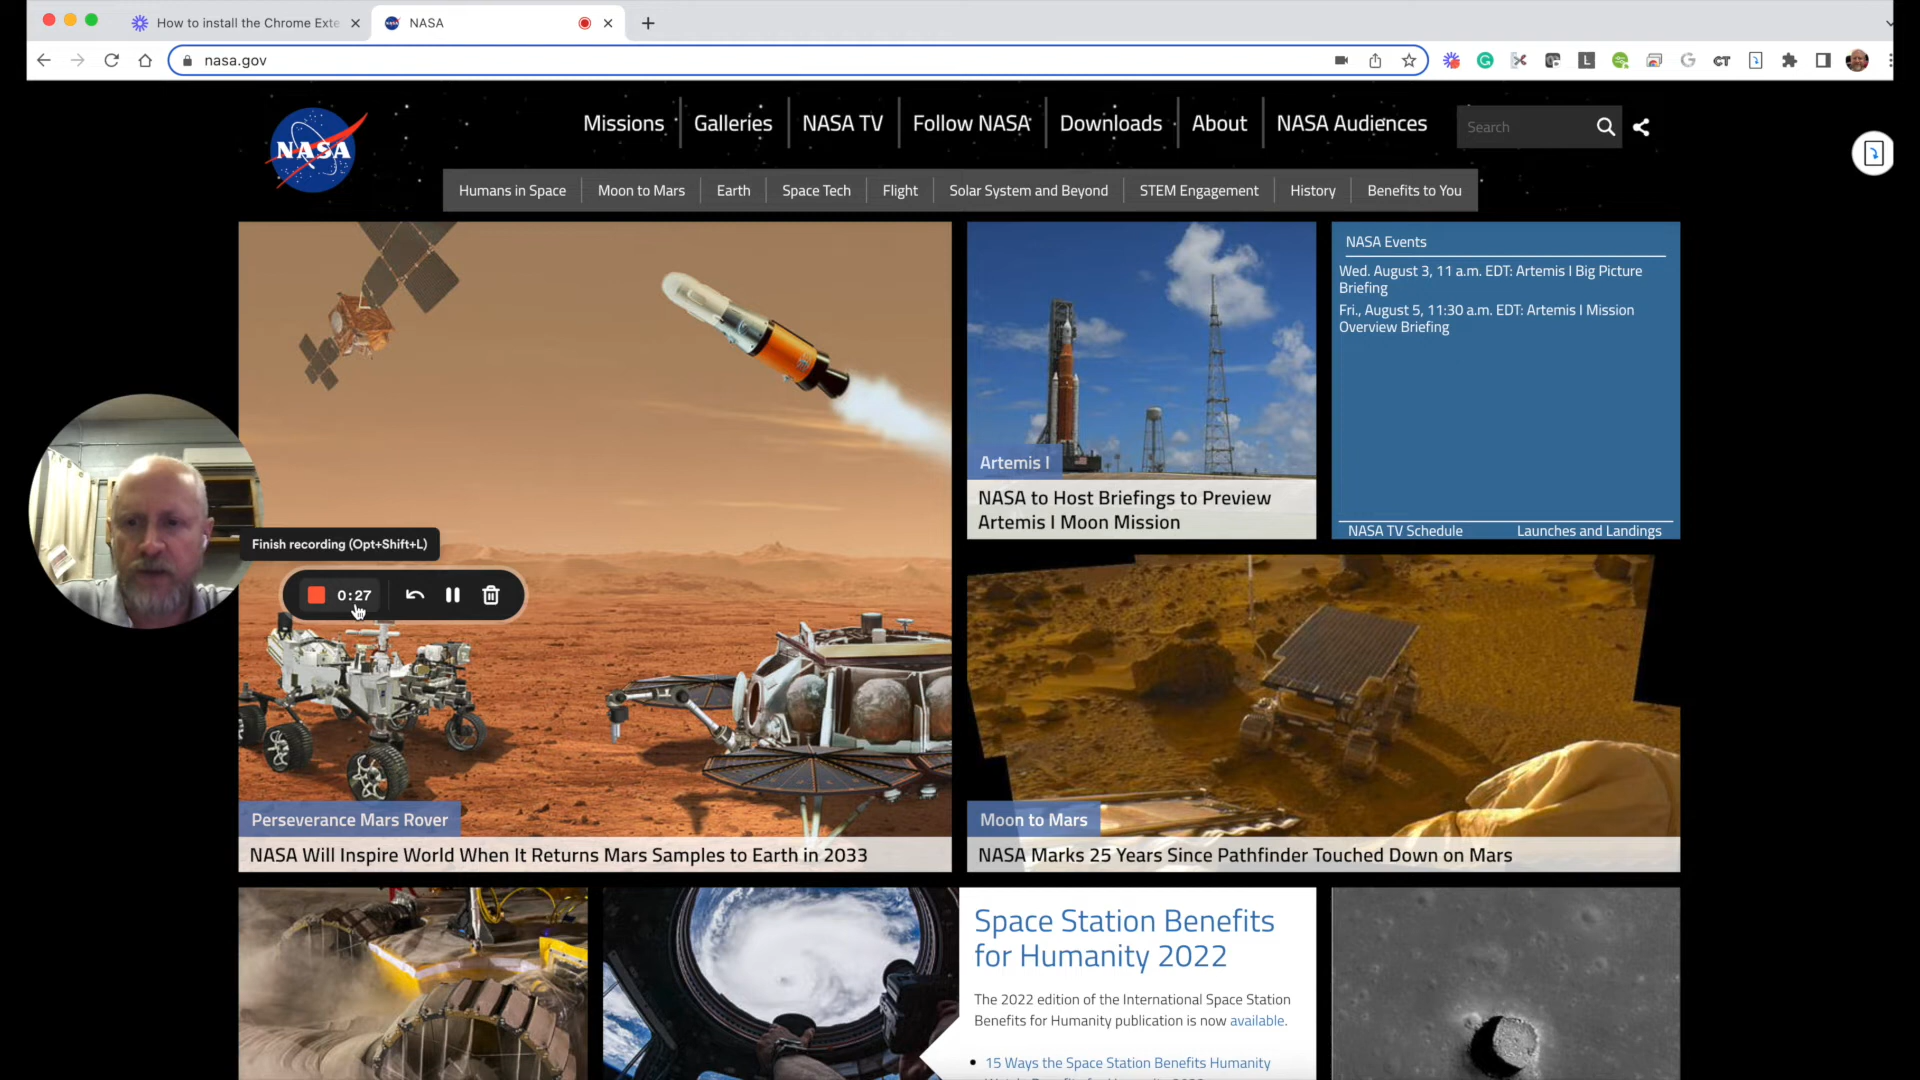 How to install the Chrome Exte
NASA
nasa.gov
NASA
Missions
Galleries
NASA TV
Follow NASA
Downloads
About
NASA Audiences
Search
Humans in Space
Moon to Mars
Earth
Space Tech
Flight
Solar System and Beyond
STEM Engagement
History
Benefits to You
Finish recording (Opt+Shift+L)
0:27
Perseverance Mars Rover
NASA Will Inspire World When It Returns Mars Samples to Earth in 2033
Artemis I
NASA to Host Briefings to Preview
Artemis I Moon Mission
NASA Events
Wed. August 3, 11 a.m. EDT: Artemis I Big Picture
Briefing
Fri., August 5, 11:30 a.m. EDT: Artemis I Mission
Overview Briefing
NASA TV Schedule
Launches and Landings
Moon to Mars
NASA Marks 25 Years Since Pathfinder Touched Down on Mars
Space Station Benefits
for Humanity 2022
The 2022 edition of the International Space Station
Benefits for Humanity publication is now available.
15 Ways the Space Station Benefits Humanity